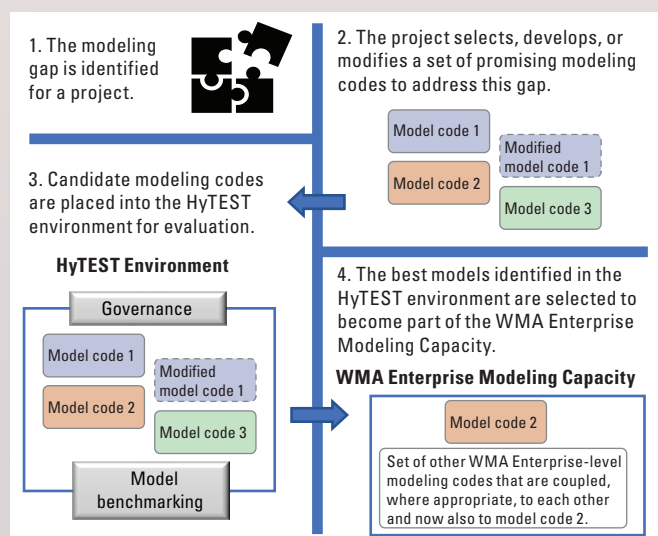 1. The modeling
gap is identified
for a project.
2. The project selects, develops, or
modifies a set of promising modeling
codes to address this gap.
Model code 1
Modified
model code 1
Model code 2
Model code 3
3. Candidate modeling codes
are placed into the HyTEST
environment for evaluation.
HyTEST Environment
Governance
Model code 1
Modified
model code 1
Model code 2
Model code 3
Model
benchmarking
4. The best models identified in the
HyTEST environment are selected to
become part of the WMA Enterprise
Modeling Capacity.
WMA Enterprise Modeling Capacity
Model code 2
Set of other WMA Enterprise-level
modeling codes that are coupled,
where appropriate, to each other
and now also to model code 2.